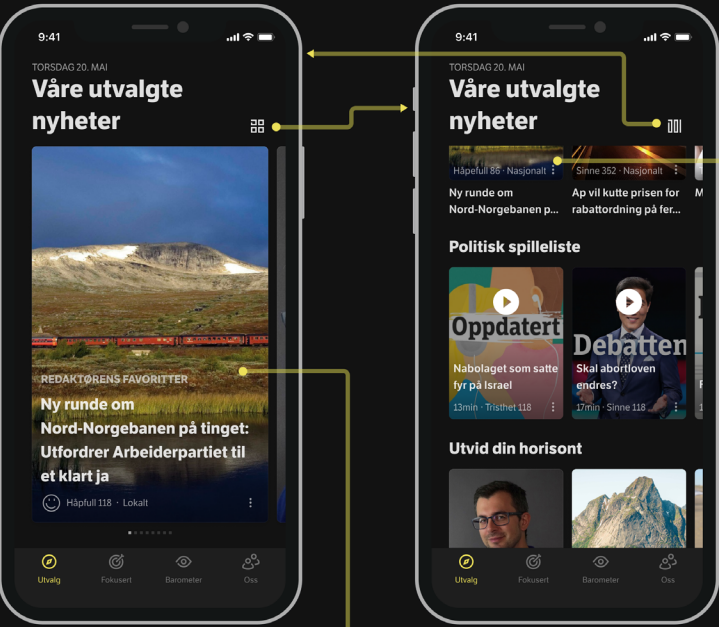 9:41
TORSDAG 20. MAI
Våre utvalgte
nyheter
REDAKTØRENS FAVORITTER
Ny runde om
Nord-Norgebanen på tinget:
Utfordrer Arbeiderpartiet til
et klart ja
Håpfull 118 · Lokalt
Utvalg
Fokusert
Barometer
Oss
9:41
TORSDAG 20. MAI
Våre utvalgte
nyheter
Håpefull 86 · Nasjonalt
Sinne 352 · Nasjonalt
Ny runde om
Nord-Norgebanen p...
Ap vil kutte prisen for
rabattordning på fer...
M
Politisk spilleliste
Oppdatert
Nabolaget som satte
fyr på Israel
13min · Tristhet 118
Debatten
Skal abortloven
endres?
17min · Sinne 118
Utvid din horisont
Utvalg
Fokusert
Barometer
Oss